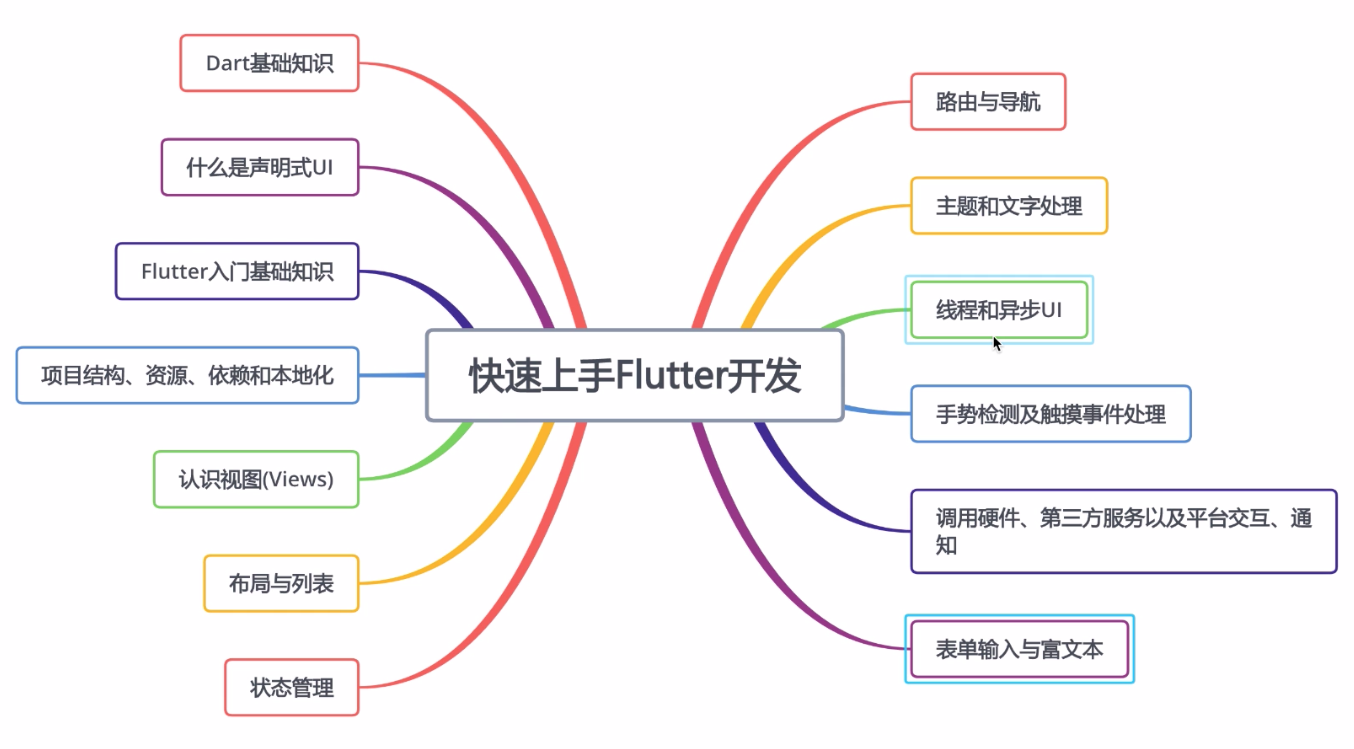 Dart基础知识
什么是声明式UI
Flutter入门基础知识
项目结构、资源、依赖和本地化
认识视图(Views)
布局与列表
状态管理
快速上手Flutter开发
路由与导航
主题和文字处理
线程和异步UI
手势检测及触摸事件处理
调用硬件、第三方服务以及平台交互、通
知
表单输入与富文本